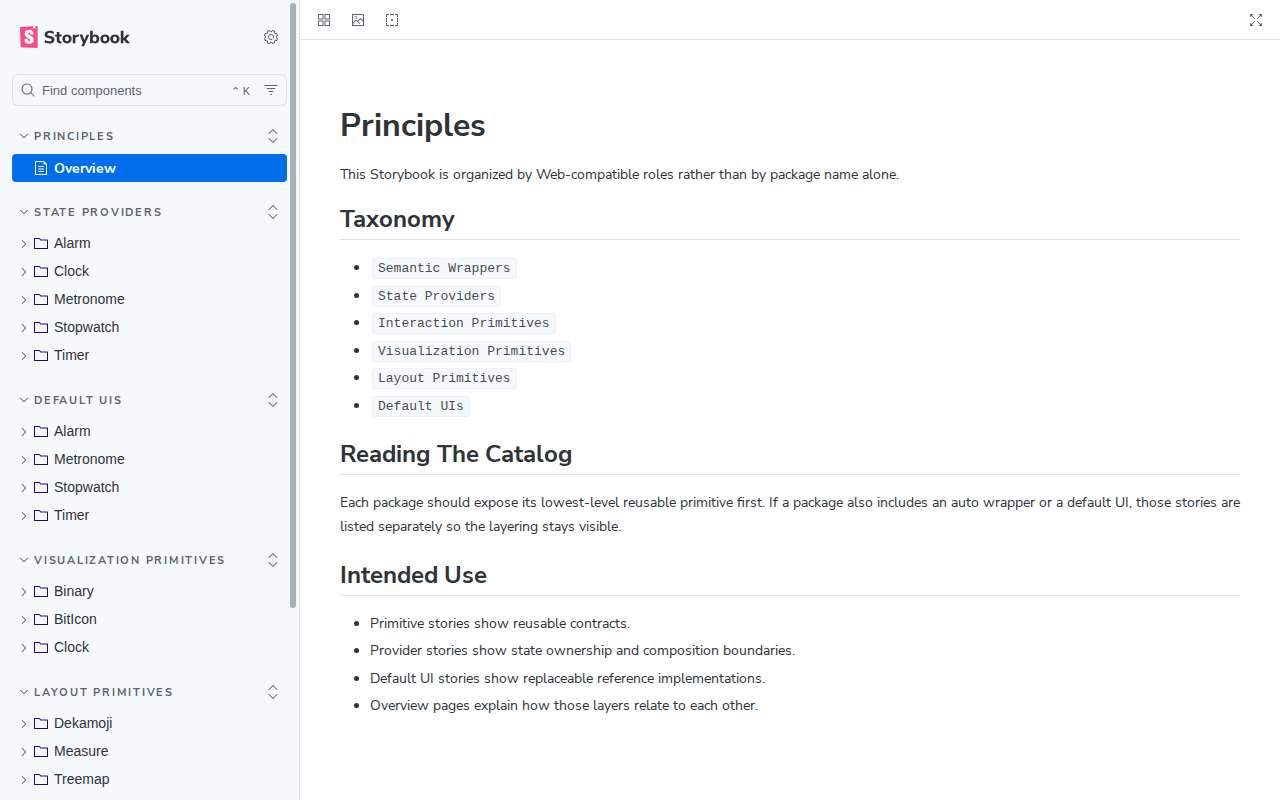 Storybook
Find components
⌃ K
PRINCIPLES
Overview
STATE PROVIDERS
Alarm
Clock
Metronome
Stopwatch
Timer
DEFAULT UIS
Alarm
Metronome
Stopwatch
Timer
VISUALIZATION PRIMITIVES
Binary
BitIcon
Clock
LAYOUT PRIMITIVES
Dekamoji
Measure
Treemap
Principles
This Storybook is organized by Web-compatible roles rather than by package name alone.
Taxonomy
Semantic Wrappers
State Providers
Interaction Primitives
Visualization Primitives
Layout Primitives
Default UIs
Reading The Catalog
Each package should expose its lowest-level reusable primitive first. If a package also includes an auto wrapper or a default UI, those stories are
listed separately so the layering stays visible.
Intended Use
Primitive stories show reusable contracts.
Provider stories show state ownership and composition boundaries.
Default UI stories show replaceable reference implementations.
Overview pages explain how those layers relate to each other.